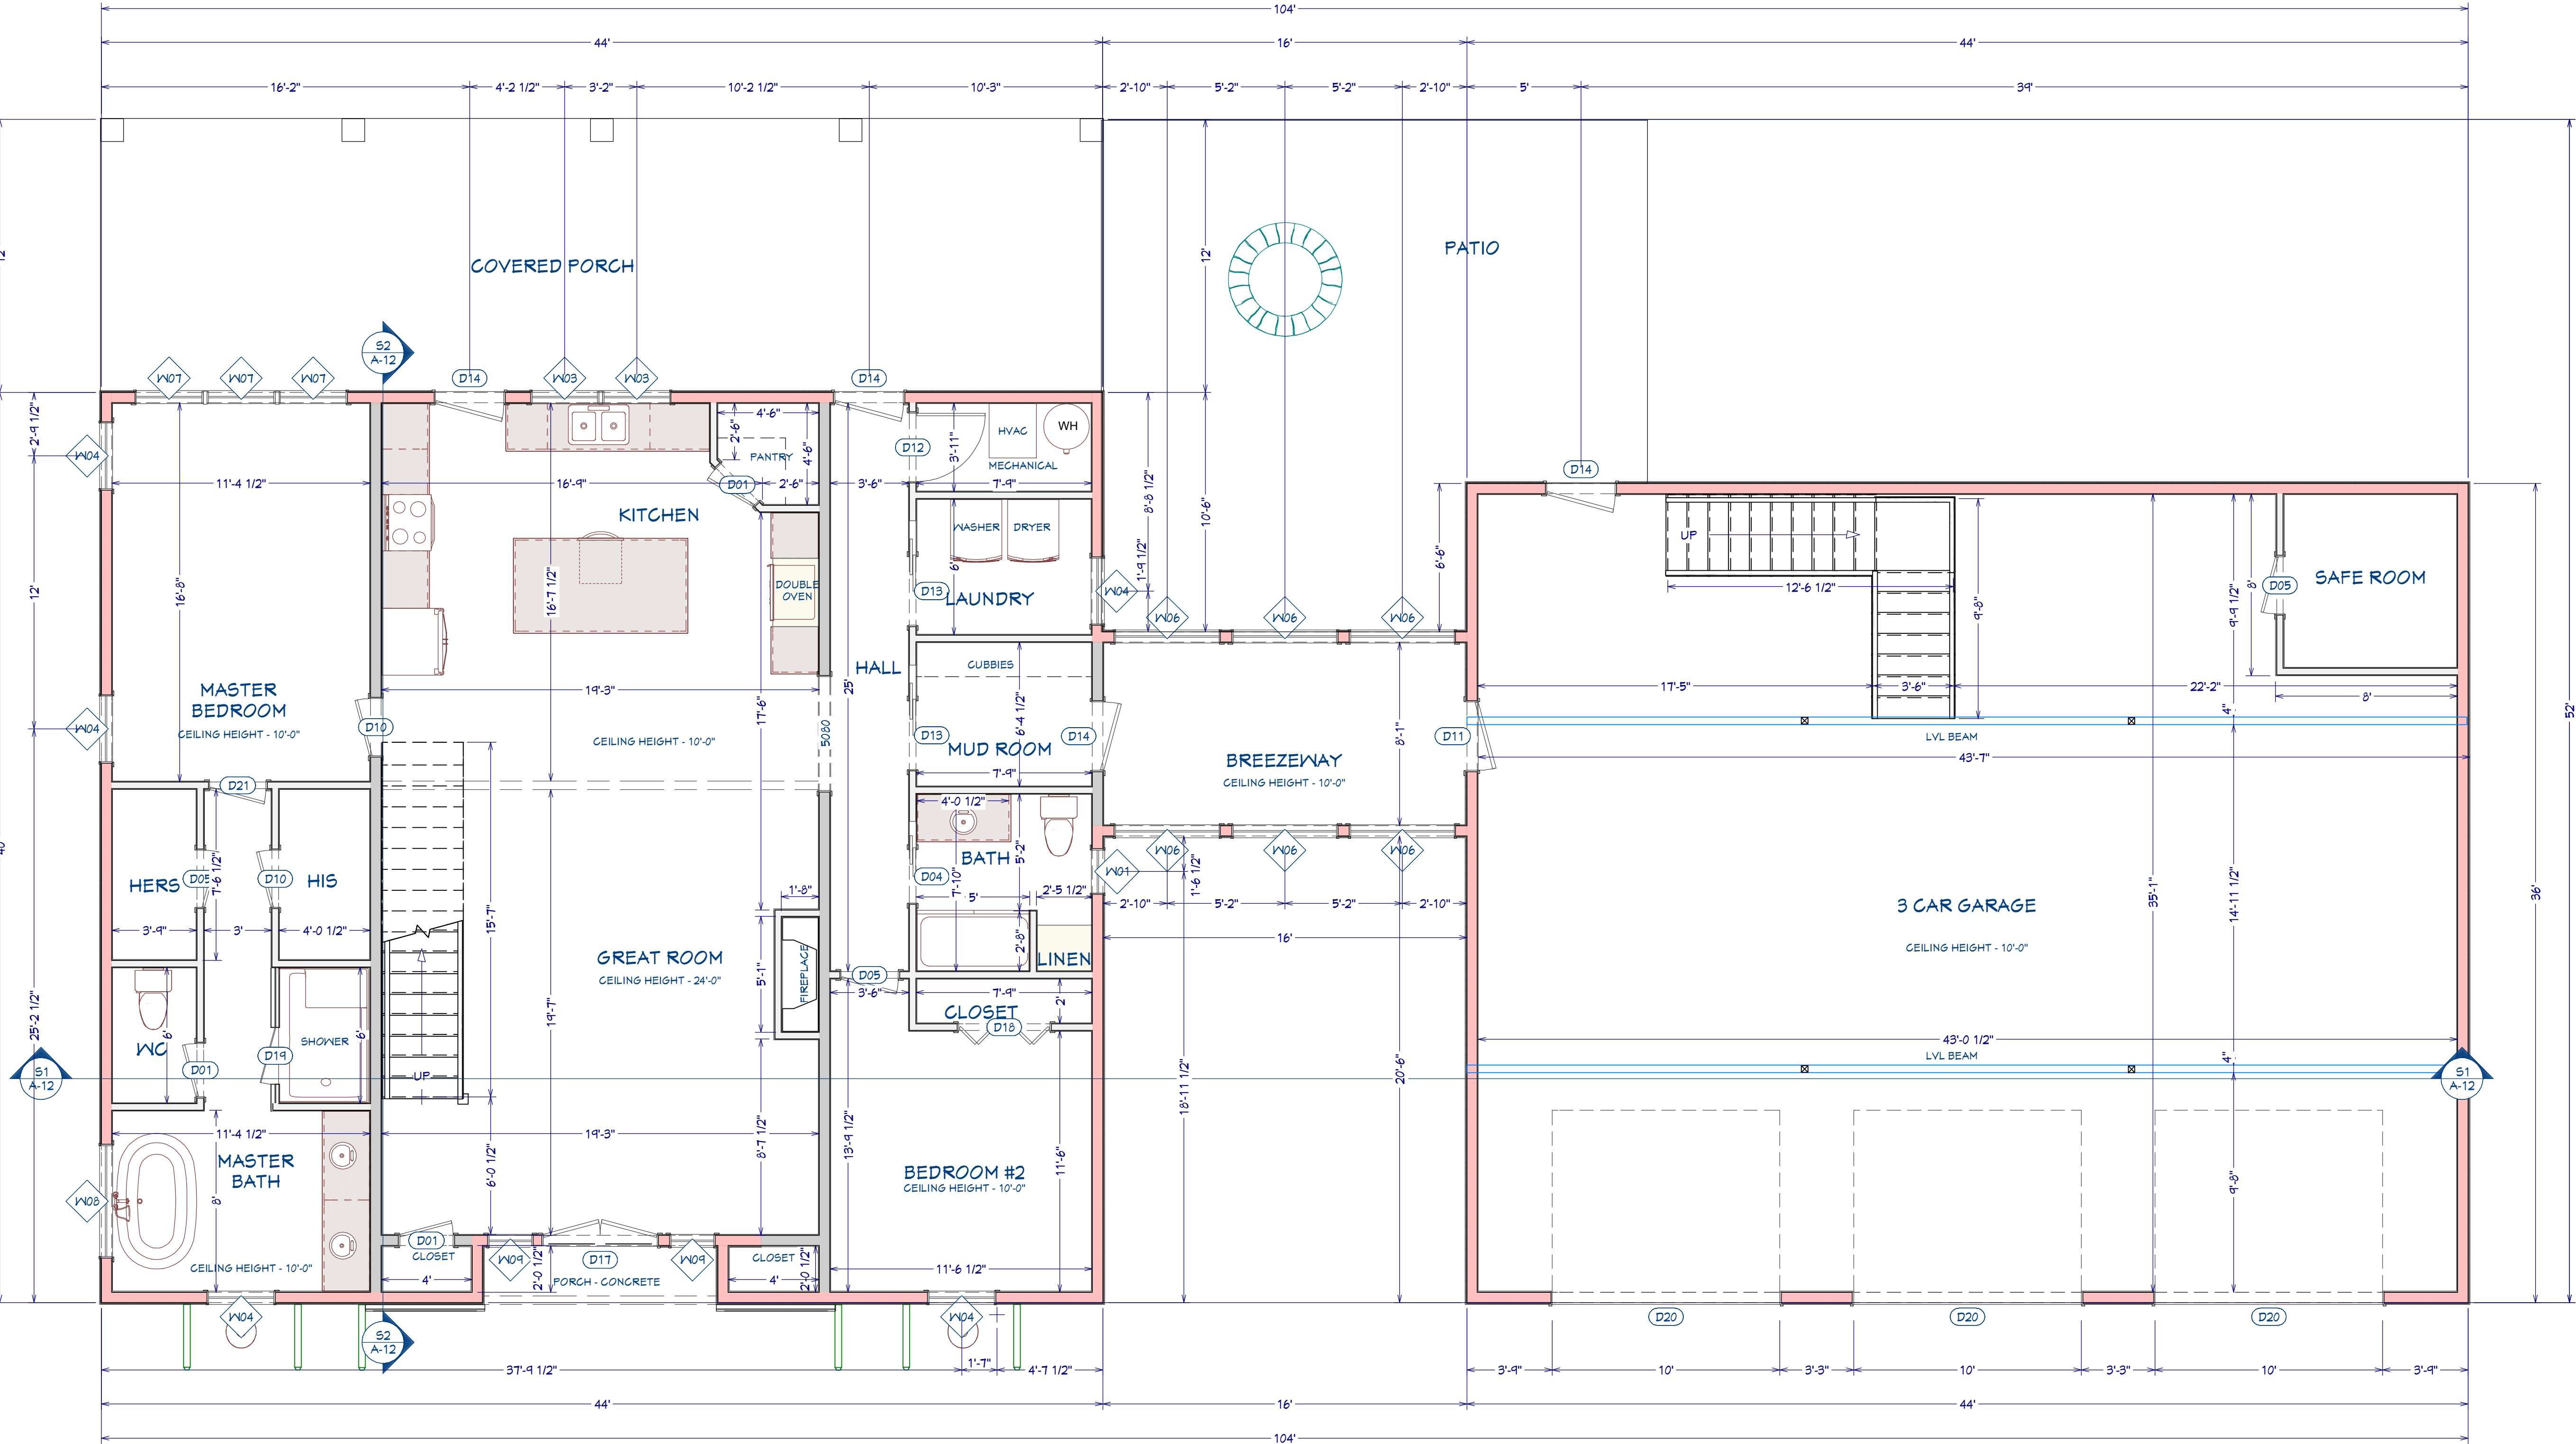 104'
44'
16'
44'
16'-2"
4'-2 1/2"
3'-2"
10'-2 1/2"
10'-3"
2'-10"
5'-2"
5'-2"
2'-10"
5'
39'
COVERED PORCH
PATIO
12'
52'
S2
A-12
W07
W07
W07
D14
W03
W03
D14
2'-9 1/2"
W04
12'
W04
25'-2 1/2"
11'-4 1/2"
16'-8"
MASTER
BEDROOM
CEILING HEIGHT - 10'-0"
D10
D21
16'-9"
4'-6"
2'-6"
PANTRY
4'-6"
D01
2'-6"
KITCHEN
16'-7 1/2"
DOUBLE
OVEN
19'-3"
17'-6"
CEILING HEIGHT - 10'-0"
5080
3'-6"
25'
HALL
D12
3'-11"
HVAC
WH
MECHANICAL
7'-9"
WASHER
DRYER
6'
D13
LAUNDRY
W04
8'-8 1/2"
1'-9 1/2"
10'-6"
6'-6"
CUBBIES
6'-4 1/2"
D13
MUD ROOM
D14
7'-9"
W06
W06
W06
BREEZEWAY
CEILING HEIGHT - 10'-0"
8'-1"
D11
D14
UP
12'-6 1/2"
9'-8"
17'-5"
3'-6"
22'-2"
9'-9 1/2"
8'
D05
SAFE ROOM
8'
4"
LVL BEAM
43'-7"
36'
HERS
7'-6 1/2"
D10
HIS
3'-9"
3'
4'-0 1/2"
15'-7"
4'-0 1/2"
BATH
5'-2"
D04
7'-10"
5'
2'-5 1/2"
2'-8"
LINEN
W01
W06
W06
W06
1'-6 1/2"
2'-10"
5'-2"
5'-2"
2'-10"
16'
3 CAR GARAGE
CEILING HEIGHT - 10'-0"
35'-1"
14'-11 1/2"
1'-8"
FIREPLACE
5'-1"
GREAT ROOM
CEILING HEIGHT - 24'-0"
19'-7"
D05
3'-6"
7'-9"
2'
CLOSET
D18
WC
6'
D01
D19
SHOWER
6'
UP
S1
A-12
43'-0 1/2"
LVL BEAM
4"
S1
A-12
18'-11 1/2"
20'-6"
11'-4 1/2"
MASTER
BATH
8'
W08
CEILING HEIGHT - 10'-0"
19'-3"
6'-0 1/2"
8'-7 1/2"
13'-9 1/2"
11'-6"
BEDROOM #2
CEILING HEIGHT - 10'-0"
11'-6 1/2"
9'-8"
D01
CLOSET
4'
W09
2'-0 1/2"
D17
PORCH - CONCRETE
W09
CLOSET
4'
2'-0 1/2"
W04
S2
A-12
W04
D20
D20
D20
37'-9 1/2"
1'-7"
4'-7 1/2"
3'-9"
10'
3'-3"
10'
3'-3"
10'
3'-9"
44'
16'
44'
104'